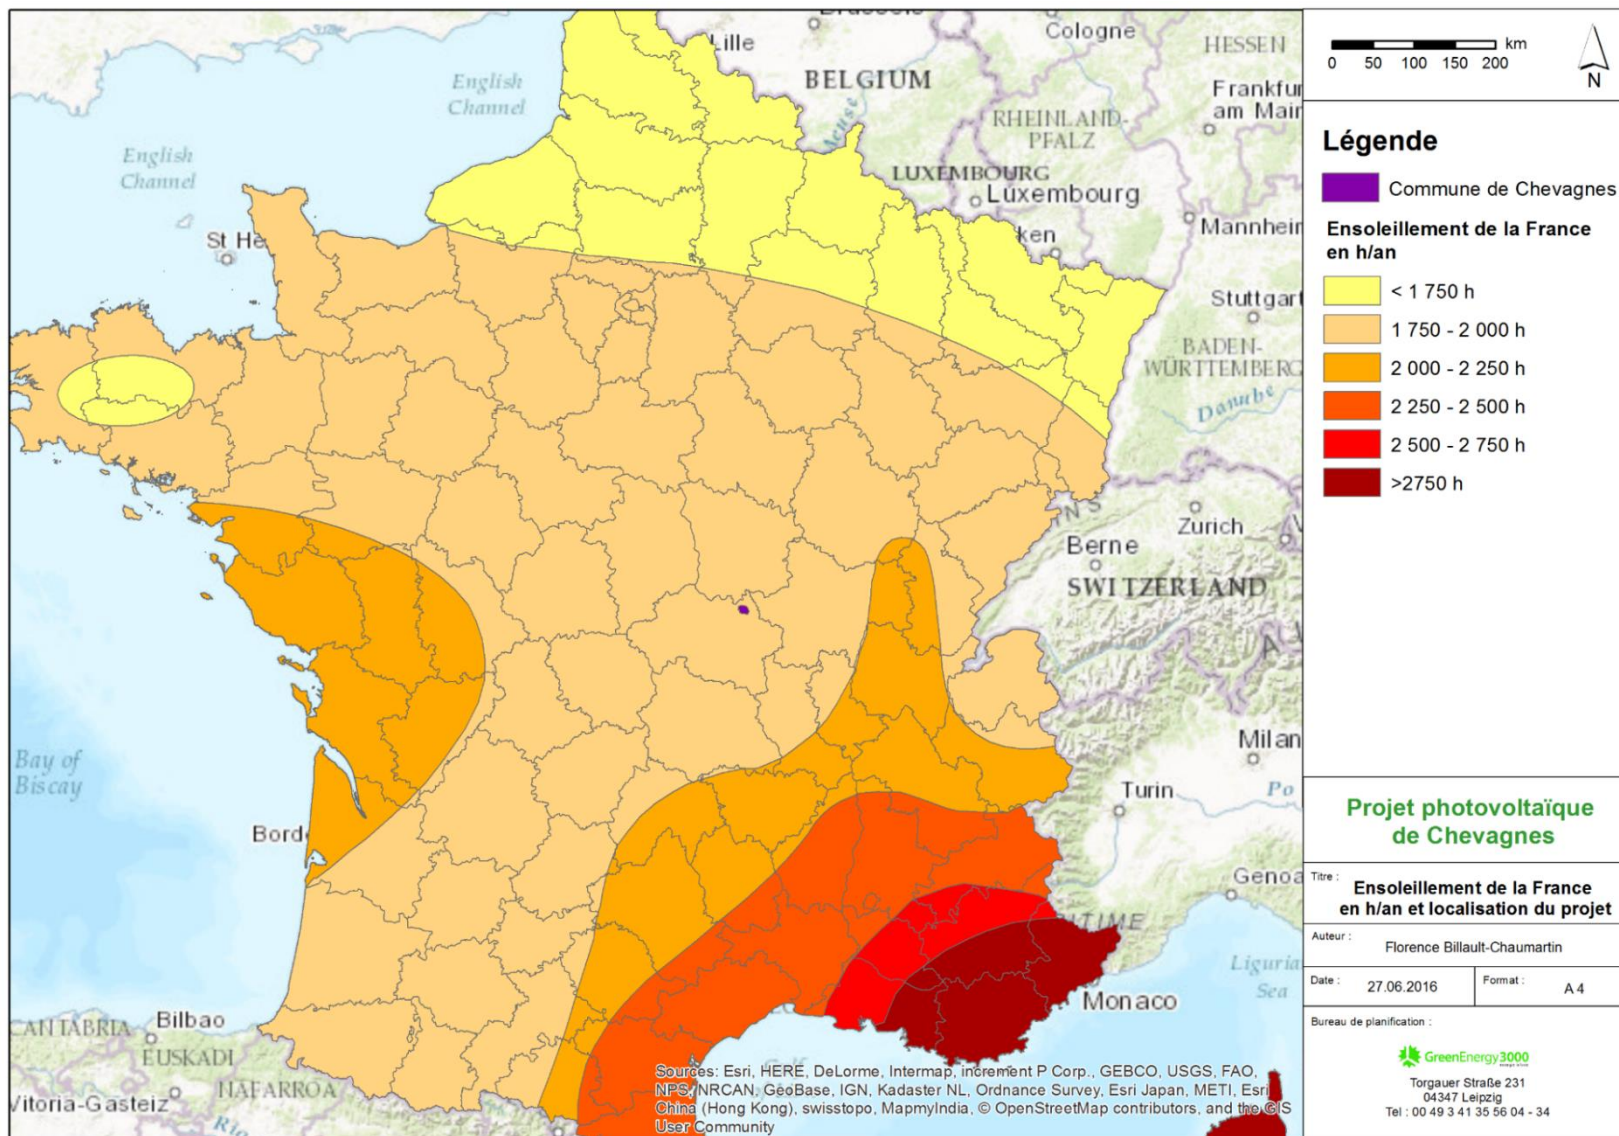 Lille
BELGIUM
Cologne
HESSEN
English
Channel
RHEINLAND-
PFALZ
English
Channel
LUXEMBOURG
Luxembourg
St He
ken
Mannheim
Stuttgart
BADEN-
WÜRTTEMBERG
Danube
Zurich
Berne
SWITZERLAND
Bay of
Biscay
Milan
Turin
Po
Borde
Genoa
Ligurian
Sea
Monaco
CANTABRIA
Bilbao
EUSKADI
NAFARROA
Vitoria-Gasteiz
Golf
Sources: Esri, HERE, DeLorme, Intermap, increment P Corp., GEBCO, USGS, FAO,
NPS, NRCAN, GeoBase, IGN, Kadaster NL, Ordnance Survey, Esri Japan, METI, Esri
China (Hong Kong), swisstopo, MapmyIndia, © OpenStreetMap contributors, and the GIS
User Community
km
0 50 100 150 200
N
Légende
Commune de Chevagnes
Ensoleillement de la France
en h/an
< 1 750 h
1 750 - 2 000 h
2 000 - 2 250 h
2 250 - 2 500 h
2 500 - 2 750 h
>2750 h
Projet photovoltaïque
de Chevagnes
Titre :
Ensoleillement de la France
en h/an et localisation du projet
Auteur :
Florence Billault-Chaumartin
Date : 27.06.2016
Format : A 4
Bureau de planification :
GreenEnergy3000
Torgauer Straße 231
04347 Leipzig
Tel : 00 49 3 41 35 56 04 - 34